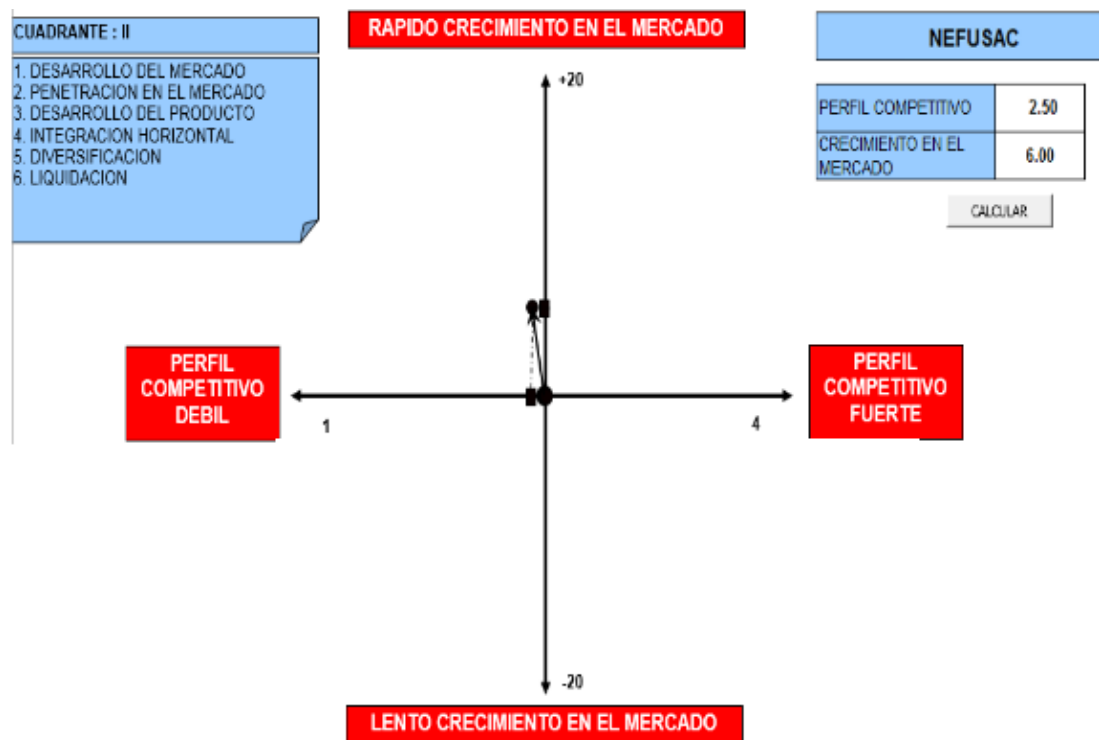 CUADRANTE : II
1. DESARROLLO DEL MERCADO
2. PENETRACION EN EL MERCADO
3. DESARROLLO DEL PRODUCTO
4. INTEGRACION HORIZONTAL
5. DIVERSIFICACION
6. LIQUIDACION
RAPIDO CRECIMIENTO EN EL MERCADO
+20
NEFUSAC
PERFIL COMPETITIVO 2.50
CRECIMIENTO EN EL
MERCADO
6.00
CALCULAR
PERFIL
COMPETITIVO
DEBIL
1
4
PERFIL
COMPETITIVO
FUERTE
-20
LENTO CRECIMIENTO EN EL MERCADO